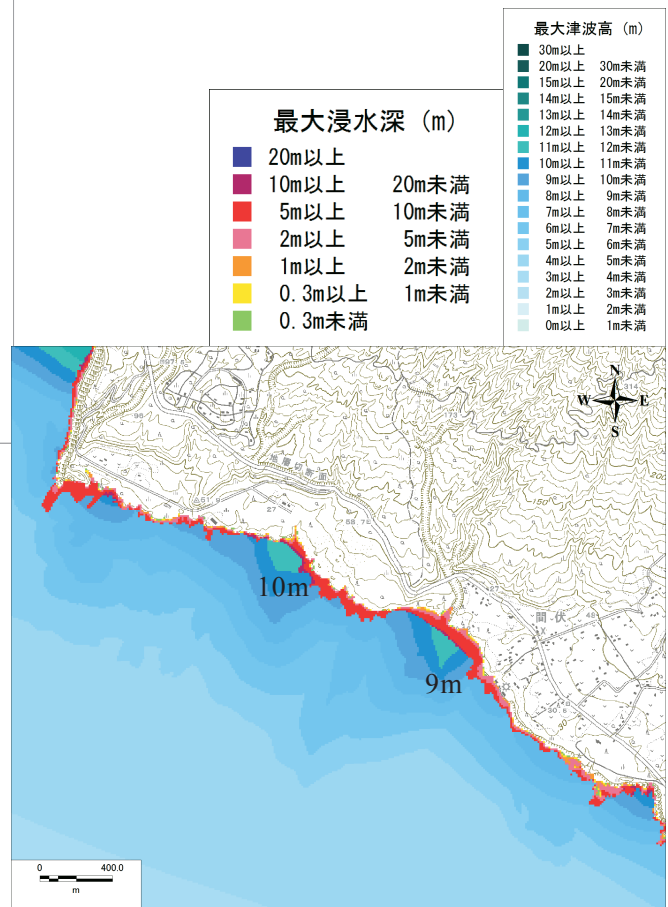 最大津波高 (m)
30m以上
20m以上 30m未満
15m以上 20m未満
14m以上 15m未満
13m以上 14m未満
12m以上 13m未満
11m以上 12m未満
10m以上 11m未満
9m以上 10m未満
8m以上 9m未満
7m以上 8m未満
6m以上 7m未満
5m以上 6m未満
4m以上 5m未満
3m以上 4m未満
2m以上 3m未満
1m以上 2m未満
0m以上 1m未満
最大浸水深 (m)
20m以上
10m以上 20m未満
5m以上 10m未満
2m以上 5m未満
1m以上 2m未満
0.3m以上 1m未満
0.3m未満
N
W E
S
地層切断面
間伏
10m
9m
0 400.0
m